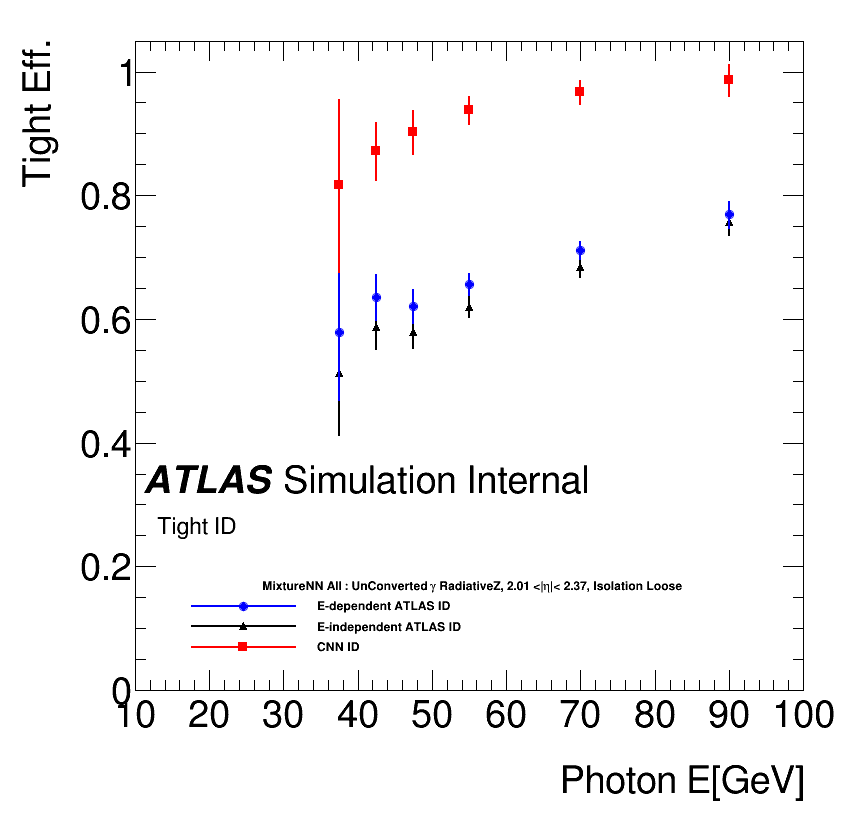 Tight Eff.
1
0.8
0.6
0.4
0.2
0
ATLAS Simulation Internal
Tight ID
MixtureNN All : UnConverted γ RadiativeZ, 2.01 <|η|< 2.37, Isolation Loose
E-dependent ATLAS ID
E-independent ATLAS ID
CNN ID
10 20 30 40 50 60 70 80 90 100
Photon E[GeV]